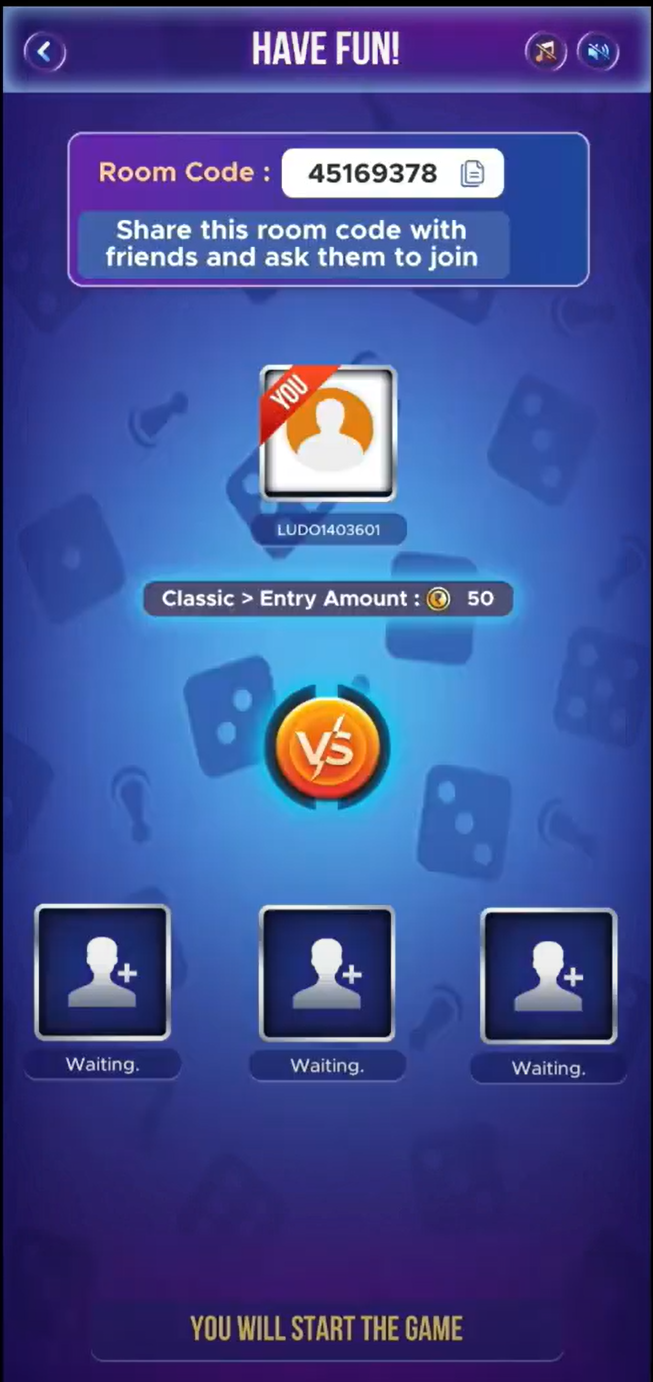 HAVE FUN!
Room Code : 45169378
Share this room code with
friends and ask them to join
YOU
LUDO1403601
Classic > Entry Amount : 50
VS
Waiting. Waiting. Waiting.
YOU WILL START THE GAME